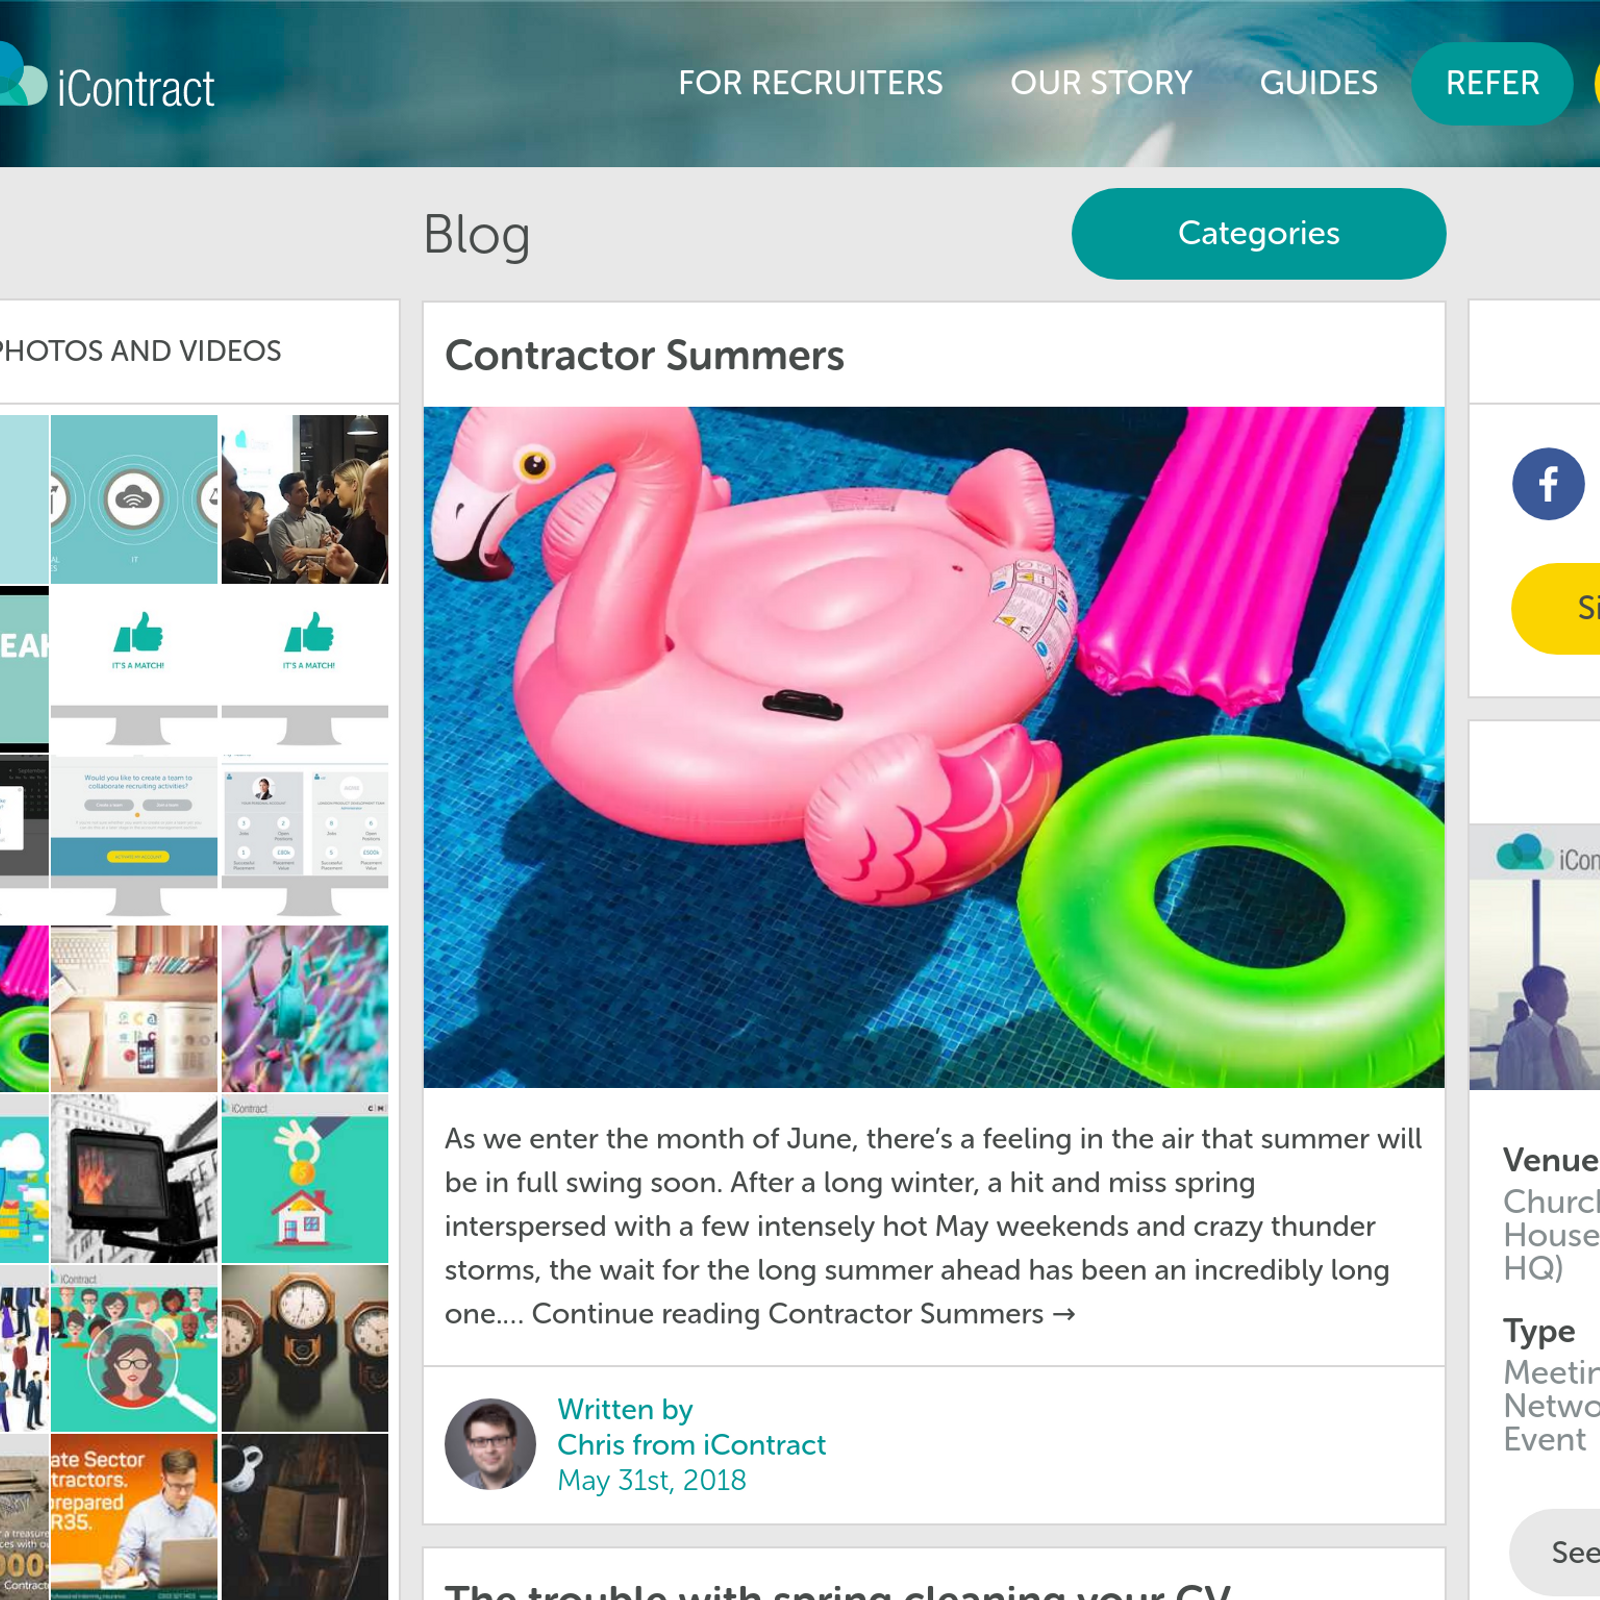 iContract
FOR RECRUITERS
OUR STORY
GUIDES
REFER
Blog
Categories
PHOTOS AND VIDEOS
IT
IT'S A MATCH!
IT'S A MATCH!
Would you like to create a team to
collaborate recruiting activities?
iContract
iContract
ate Sector
tractors.
prepared
R35.
Contractor Summers
As we enter the month of June, there’s a feeling in the air that summer will
be in full swing soon. After a long winter, a hit and miss spring
interspersed with a few intensely hot May weekends and crazy thunder
storms, the wait for the long summer ahead has been an incredibly long
one.… Continue reading Contractor Summers →
Written by
Chris from iContract
May 31st, 2018
The trouble with spring cleaning your CV
f
Si
iCon
Venue
Church
House
HQ)
Type
Meetin
Netwo
Event
See